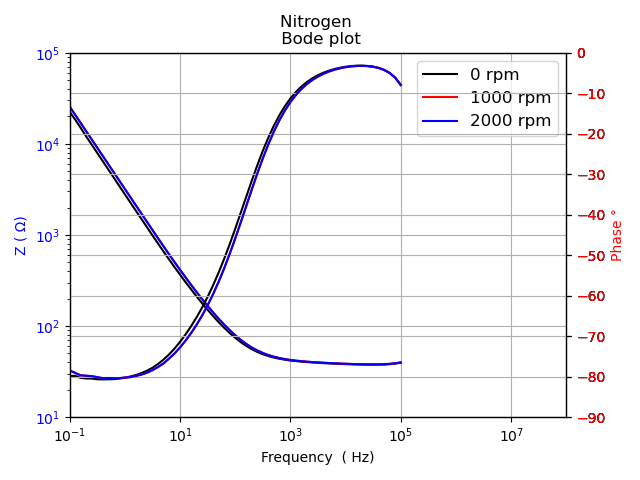 Nitrogen
Bode plot
0 rpm
1000 rpm
2000 rpm
10^5
10^4
10^3
10^2
10^1
Z ( Ω)
0
−10
−20
−30
−40
−50
−60
−70
−80
−90
Phase °
10^−1
10^1
10^3
10^5
10^7
Frequency ( Hz)